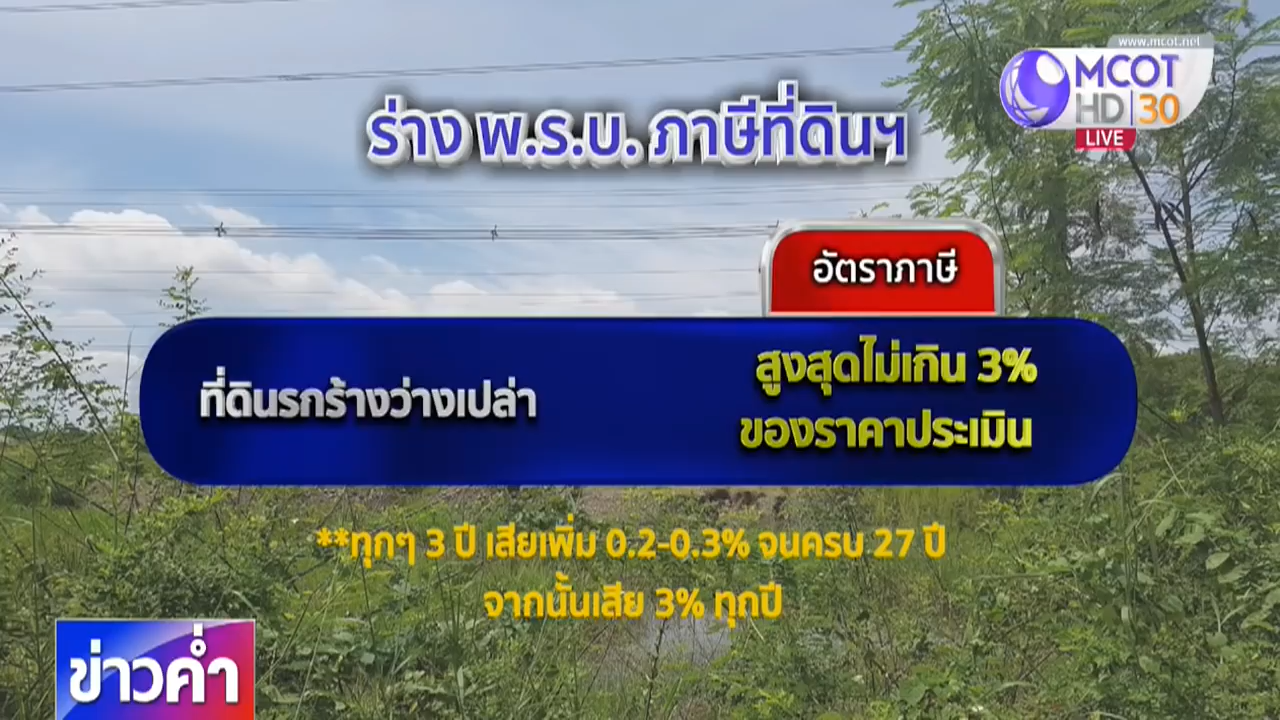 www.mcot.net
MCOT
HD 30
LIVE
ร่าง พ.ร.บ. ภาษีที่ดินฯ
อัตราภาษี
ที่ดินรกร้างว่างเปล่า
สูงสุดไม่เกิน 3%
ของราคาประเมิน
**ทุกๆ 3 ปี เสียเพิ่ม 0.2-0.3% จนครบ 27 ปี
จากนั้นเสีย 3% ทุกปี
ข่าวค่ำ